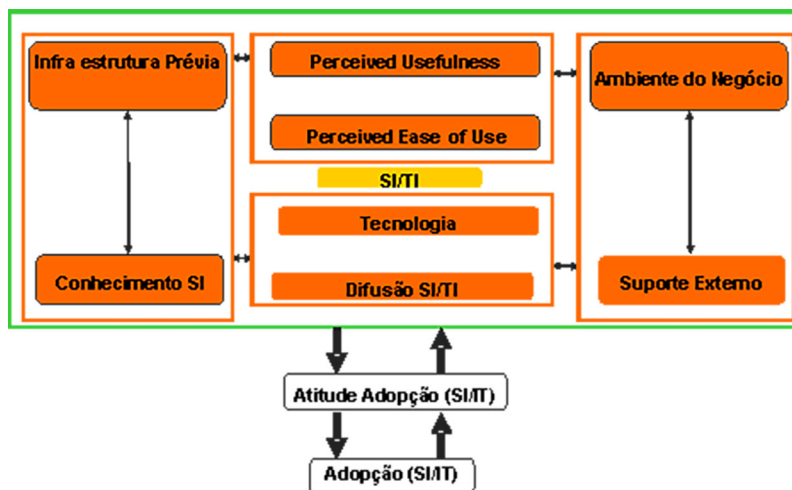 Infra estrutura Prévia
Perceived Usefulness
Ambiente do Negócio
Perceived Ease of Use
SI/TI
Tecnologia
Conhecimento SI
Difusão SI/TI
Suporte Externo
Atitude Adopção (SI/IT)
Adopção (SI/IT)